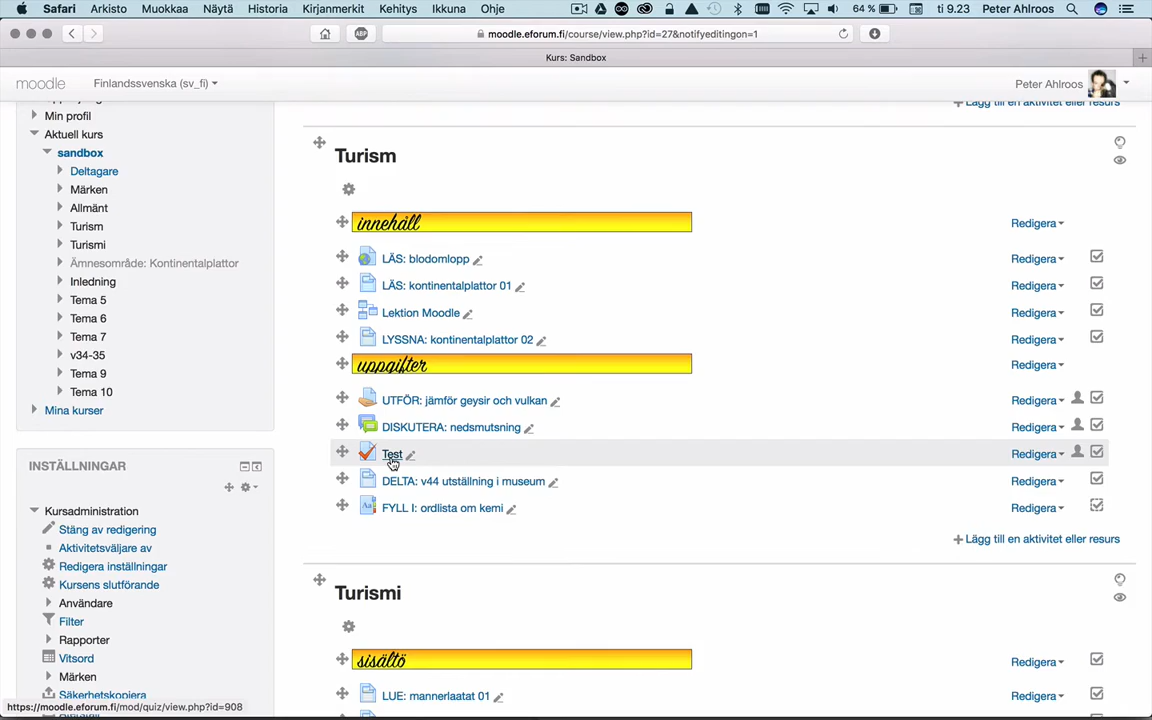 Safari Arkisto Muokkaa Näytä Historia Kirjanmerkit Kehitys Ikkuna Ohje 64 % ti 9.23 Peter Ahlroos
ABP moodle.eforum.fi/course/view.php?id=27&notifyeditingon=1
Kurs: Sandbox
moodle Finlandssvenska (sv_fi) Peter Ahlroos
Lägg till en aktivitet eller resurs
Min profil
Aktuell kurs
sandbox
Deltagare
Märken
Allmänt
Turism
Turismi
Ämnesområde: Kontinentalplattor
Inledning
Tema 5
Tema 6
Tema 7
v34-35
Tema 9
Tema 10
Mina kurser
INSTÄLLNINGAR
Kursadministration
Stäng av redigering
Aktivitetsväljare av
Redigera inställningar
Kursens slutförande
Användare
Filter
Rapporter
Vitsord
Märken
Säkerhetskopiera
https://moodle.eforum.fi/mod/quiz/view.php?id=908
Turism
innehåll Redigera
LÄS: blodomlopp Redigera
LÄS: kontinentalplattor 01 Redigera
Lektion Moodle Redigera
LYSSNA: kontinentalplattor 02 Redigera
uppgifter Redigera
UTFÖR: jämför geysir och vulkan Redigera
DISKUTERA: nedsmutsning Redigera
Test Redigera
DELTA: v44 utställning i museum Redigera
FYLL I: ordlista om kemi Redigera
Lägg till en aktivitet eller resurs
Turismi
sisältö Redigera
LUE: mannerlaatat 01 Redigera